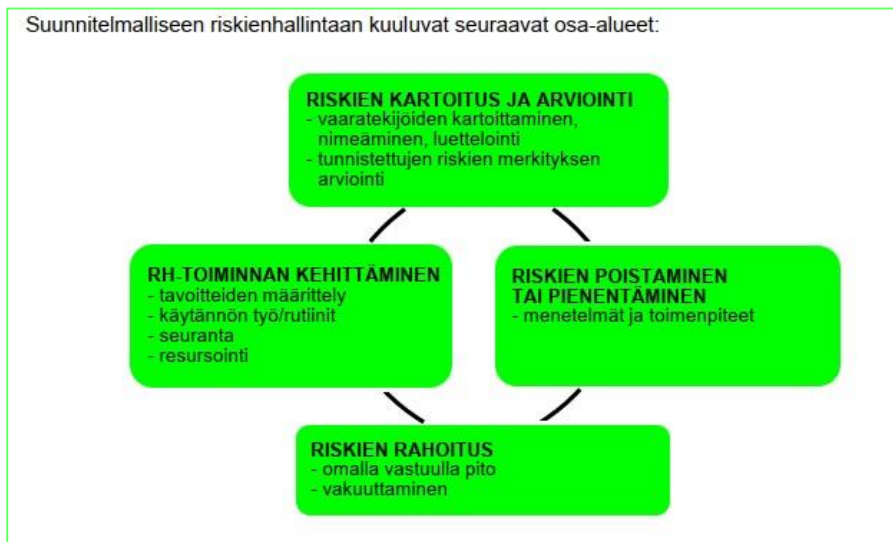 Suunnitelmalliseen riskienhallintaan kuuluvat seuraavat osa-alueet:
RISKIEN KARTOITUS JA ARVIOINTI
- vaaratekijöiden kartoittaminen,
nimeäminen, luettelointi
- tunnistettujen riskien merkityksen
arviointi
RH-TOIMINNAN KEHITTÄMINEN
- tavoitteiden määrittely
- käytännön työ/rutiinit
- seuranta
- resursointi
RISKIEN POISTAMINEN
TAI PIENENTÄMINEN
- menetelmät ja toimenpiteet
RISKIEN RAHOITUS
- omalla vastuulla pito
- vakuuttaminen